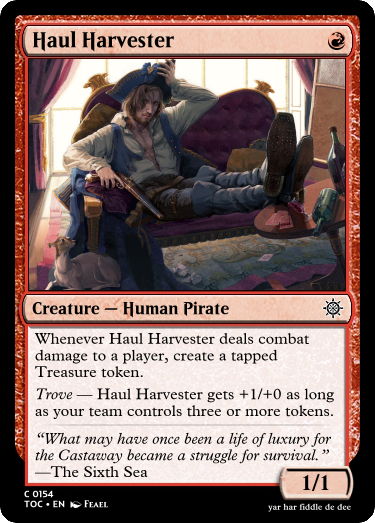 Haul Harvester
Creature — Human Pirate
Whenever Haul Harvester deals combat
damage to a player, create a tapped
Treasure token.
Trove — Haul Harvester gets +1/+0 as long
as your team controls three or more tokens.
“What may have once been a life of luxury for
the Castaway became a struggle for survival.”
—The Sixth Sea
1/1
C 0154
TOC • EN Feael
yar har fiddle de dee